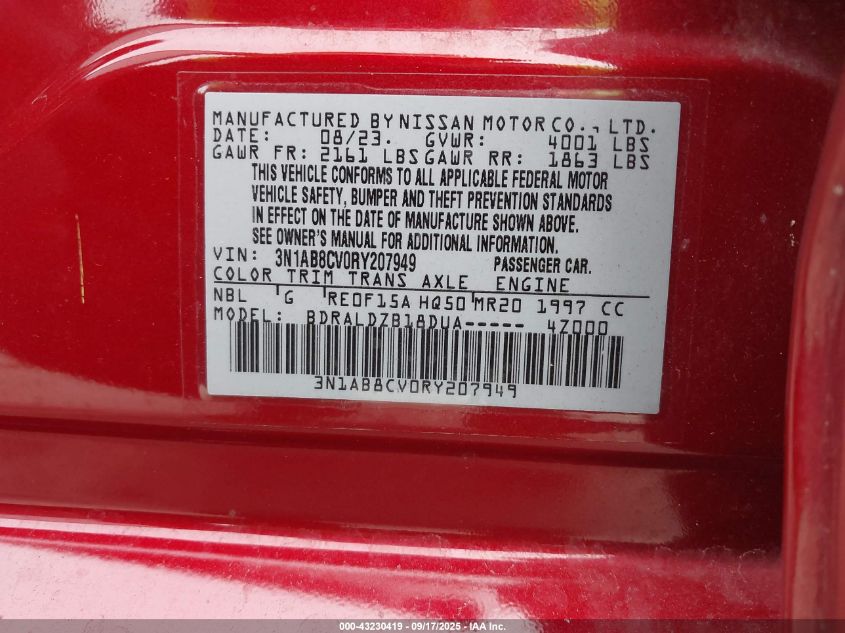 MANUFACTURED BY NISSAN MOTOR CO., LTD.
DATE: 08/23. GVWR: 4001 LBS
GAWR FR: 2161 LBS GAWR RR: 1863 LBS
THIS VEHICLE CONFORMS TO ALL APPLICABLE FEDERAL MOTOR
VEHICLE SAFETY, BUMPER AND THEFT PREVENTION STANDARDS
IN EFFECT ON THE DATE OF MANUFACTURE SHOWN ABOVE.
SEE OWNER'S MANUAL FOR ADDITIONAL INFORMATION.
VIN: 3N1AB8CV0RY207949 PASSENGER CAR.
COLOR TRIM TRANS AXLE ENGINE
NBL G RE0F15A HQ50 MR20 1997 CC
MODEL: BDRALDZB18DUA----- 4Z000
3N1AB8CV0RY207949
000-43230419 - 09/17/2025 - IAA Inc.